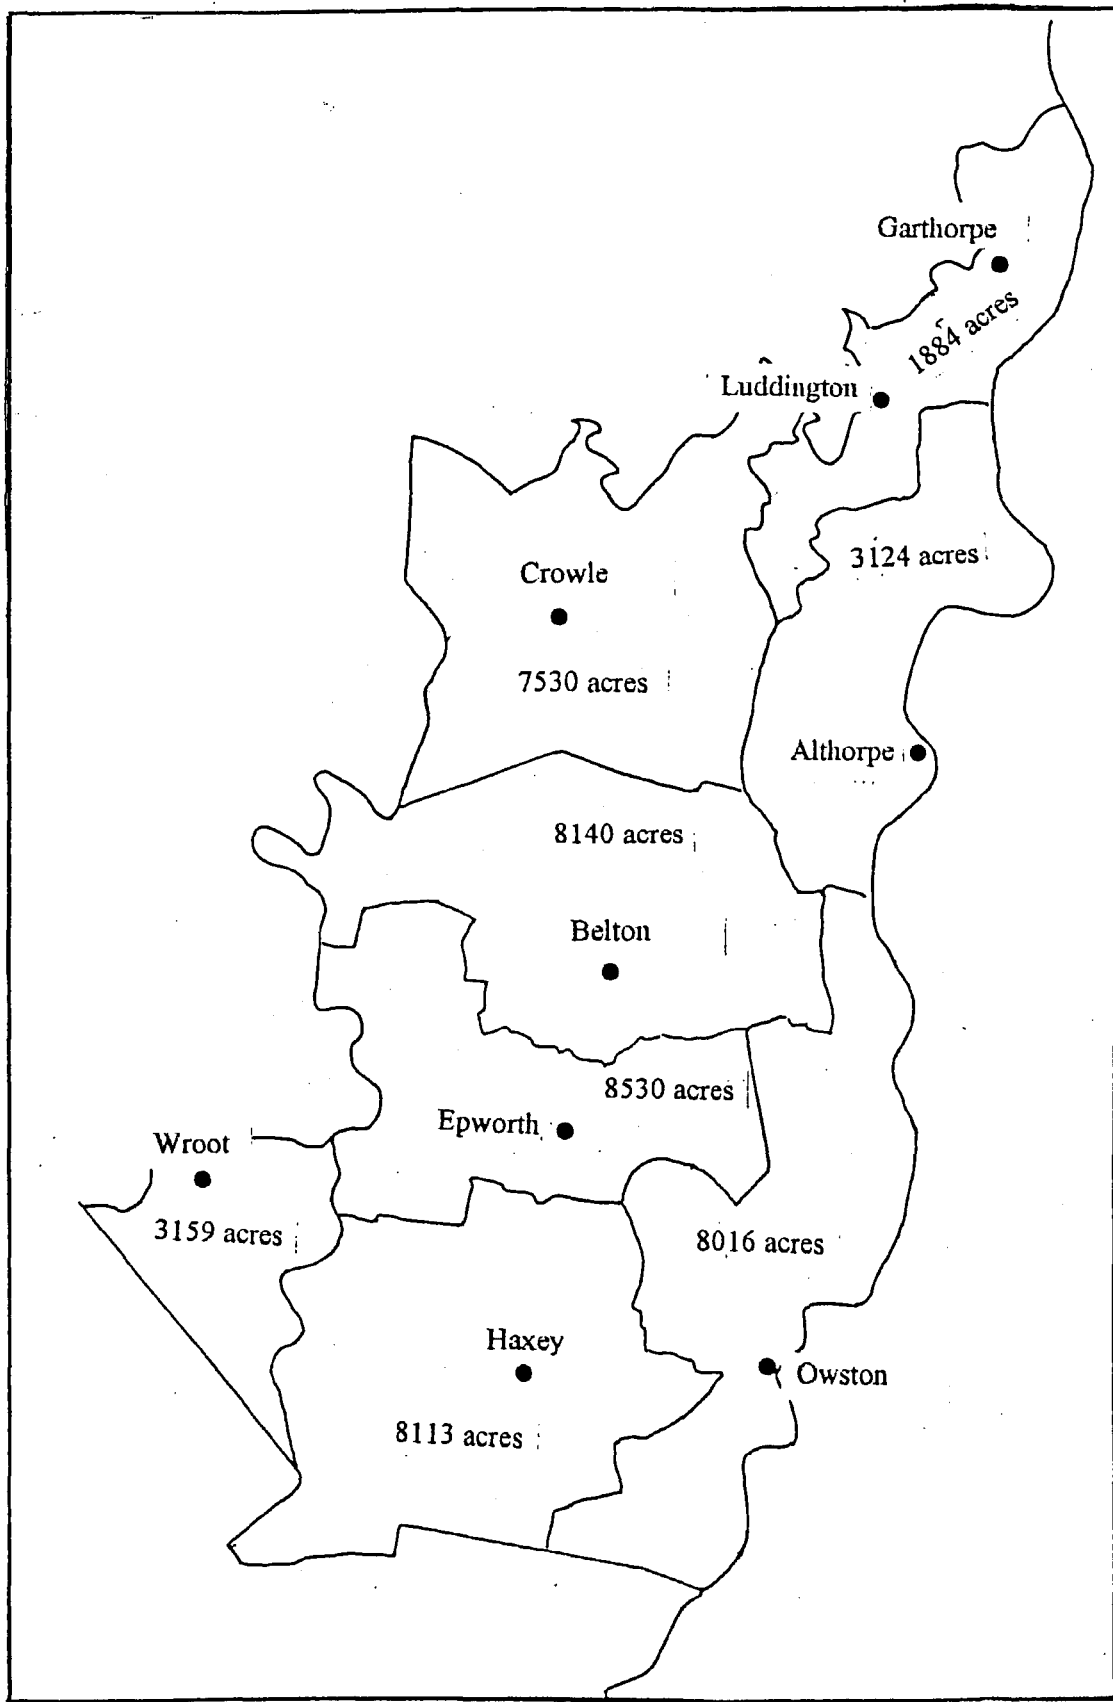 Garthorpe
1884 acres
Luddington
3124 acres
Crowle
7530 acres
Althorpe
8140 acres
Belton
8530 acres
Epworth
Wroot
3159 acres
8016 acres
Haxey
Owston
8113 acres